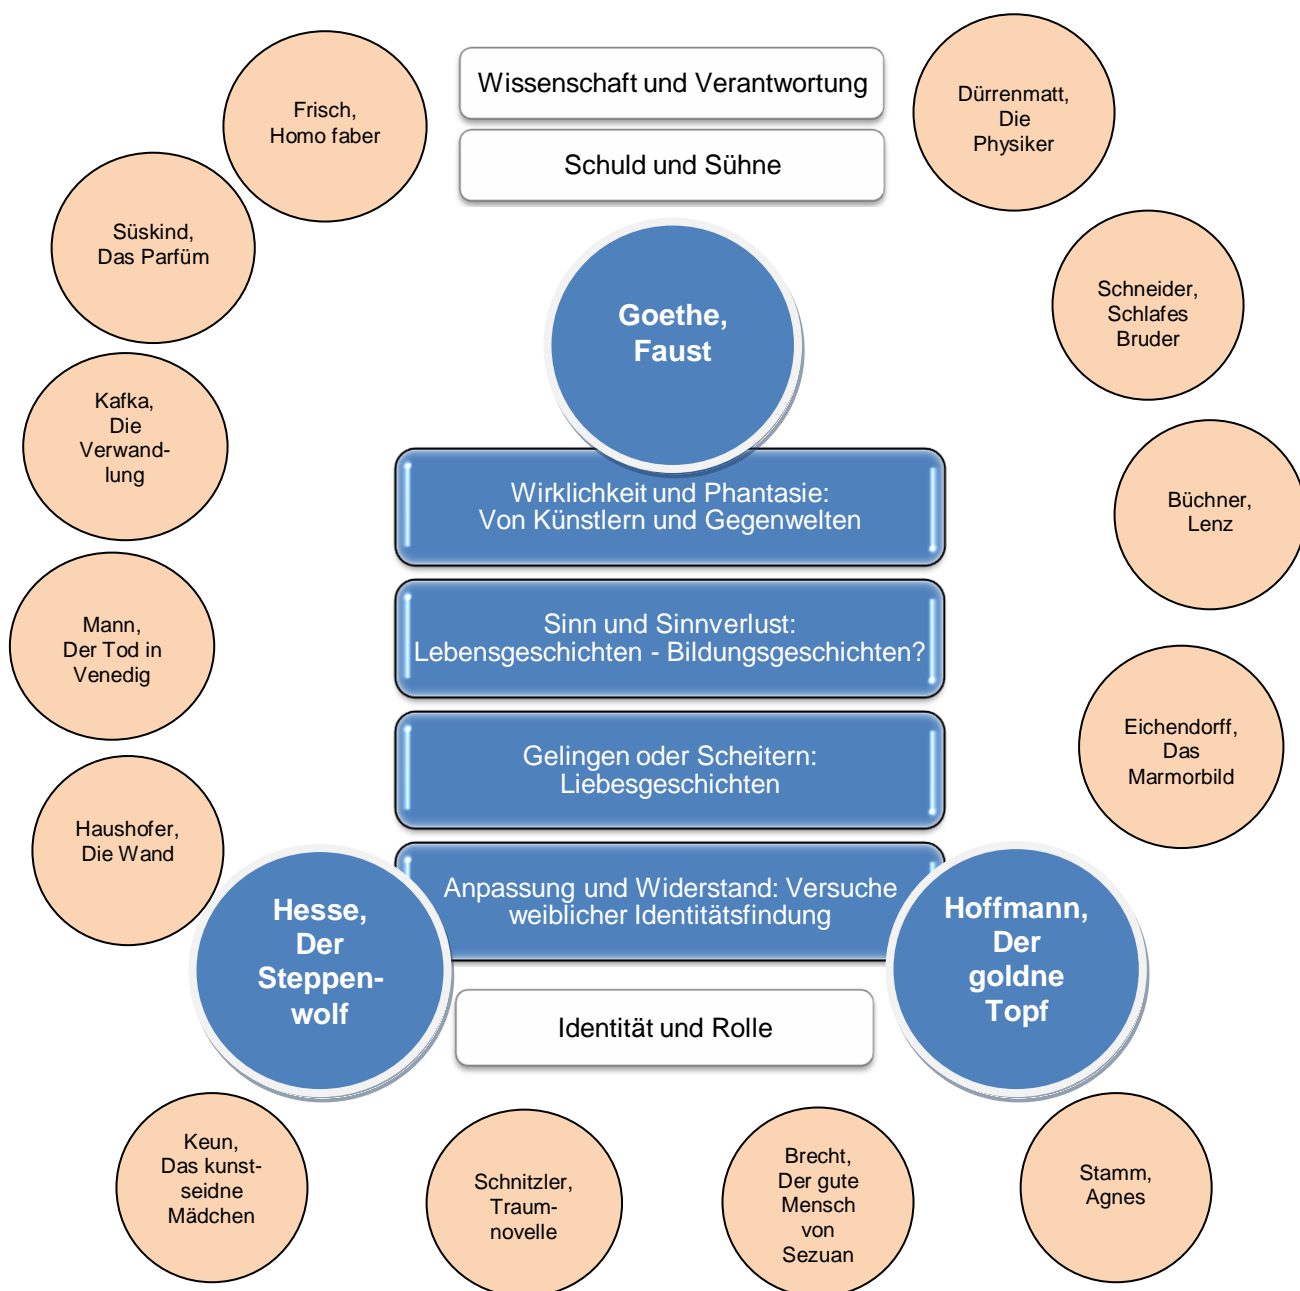 Wissenschaft und Verantwortung
Schuld und Sühne
Frisch,
Homo faber
Dürrenmatt,
Die
Physiker
Süskind,
Das Parfüm
Schneider,
Schlafes
Bruder
Goethe,
Faust
Kafka,
Die
Verwand-
lung
Büchner,
Lenz
Wirklichkeit und Phantasie:
Von Künstlern und Gegenwelten
Sinn und Sinnverlust:
Lebensgeschichten - Bildungsgeschichten?
Mann,
Der Tod in
Venedig
Eichendorff,
Das
Marmorbild
Gelingen oder Scheitern:
Liebesgeschichten
Haushofer,
Die Wand
Anpassung und Widerstand: Versuche
weiblicher Identitätsfindung
Hesse,
Der
Steppen-
wolf
Hoffmann,
Der
goldne
Topf
Identität und Rolle
Keun,
Das kunst-
seidne
Mädchen
Schnitzler,
Traum-
novelle
Brecht,
Der gute
Mensch
von
Sezuan
Stamm,
Agnes